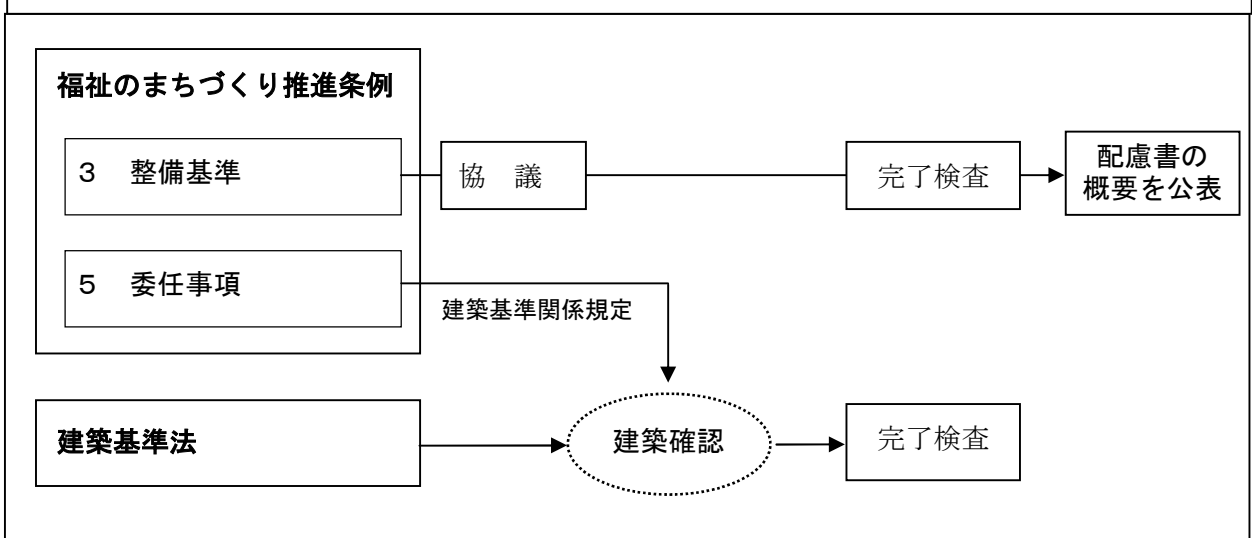 福祉のまちづくり推進条例
３　整備基準
協　議
完了検査
配慮書の
概要を公表
５　委任事項
建築基準関係規定
建築基準法
建築確認
完了検査